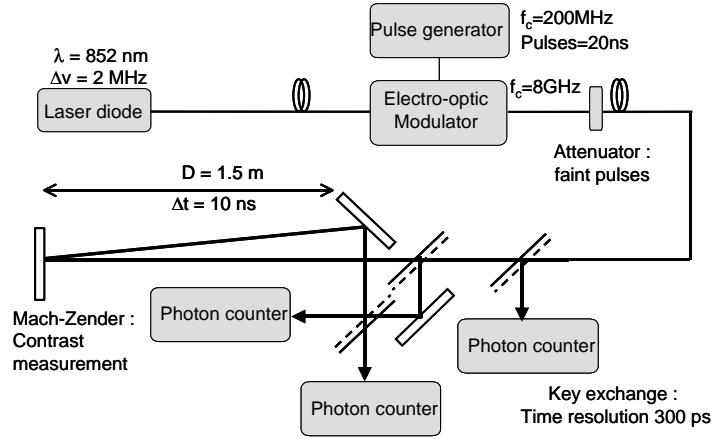 Pulse generator
f_c=200MHz
Pulses=20ns
λ = 852 nm
Δν = 2 MHz
Laser diode
Electro-optic
Modulator
f_c=8GHz
Attenuator :
faint pulses
D = 1.5 m
Δt = 10 ns
Mach-Zender :
Contrast
measurement
Photon counter
Photon counter
Photon counter
Key exchange :
Time resolution 300 ps